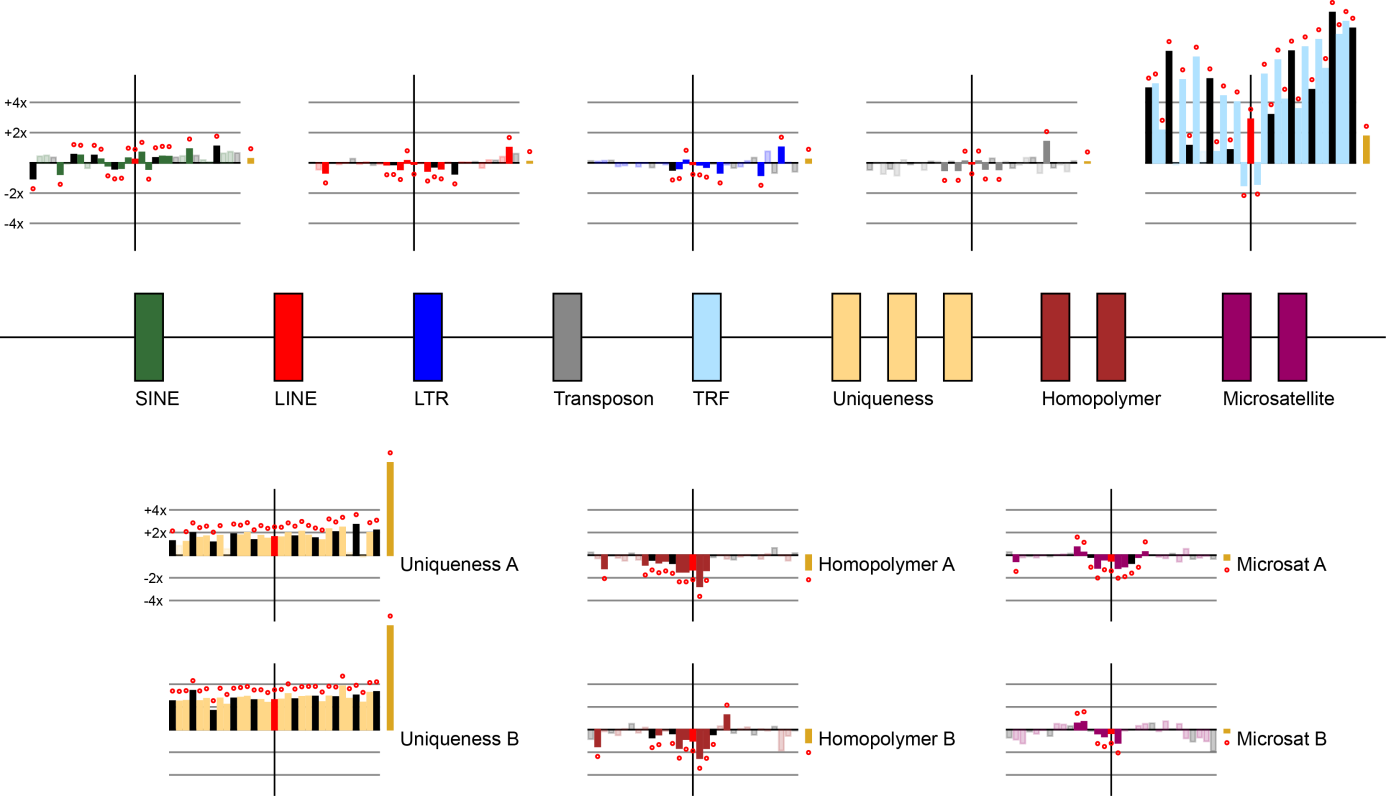 +4x
+2x
-2x
-4x
SINE
LINE
LTR
Transposon
TRF
Uniqueness
Homopolymer
Microsatellite
+4x
+2x
-2x
-4x
Uniqueness A
Homopolymer A
Microsat A
Uniqueness B
Homopolymer B
Microsat B